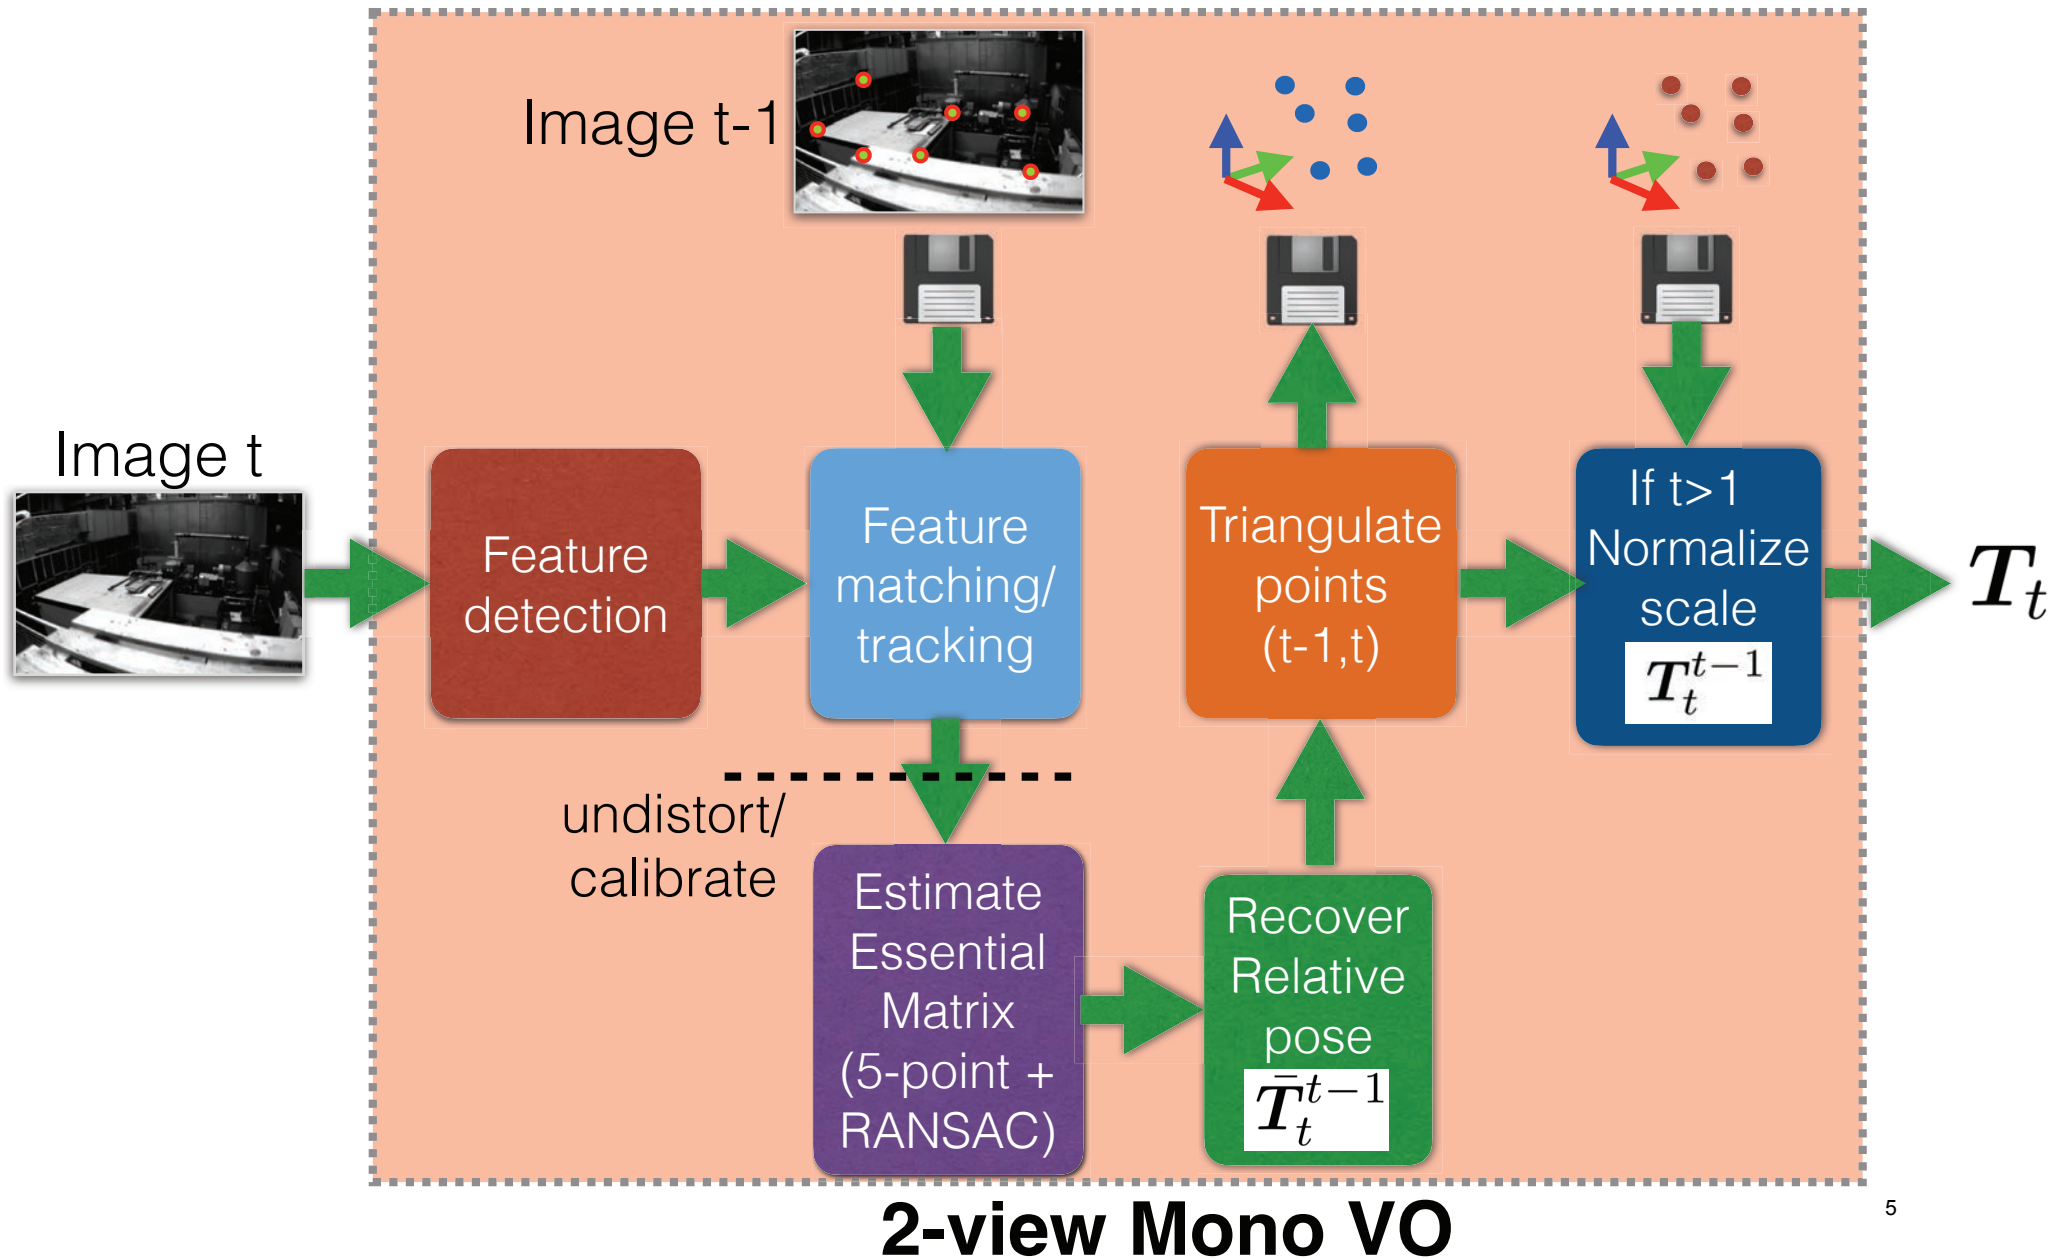 Image t-1
Image t
Feature
detection
Feature
matching/
tracking
Triangulate
points
(t-1,t)
If t>1
Normalize
scale
T_t^{t-1}
T_t
undistort/
calibrate
Estimate
Essential
Matrix
(5-point +
RANSAC)
Recover
Relative
pose
\bar{T}_t^{t-1}
2-view Mono VO
5